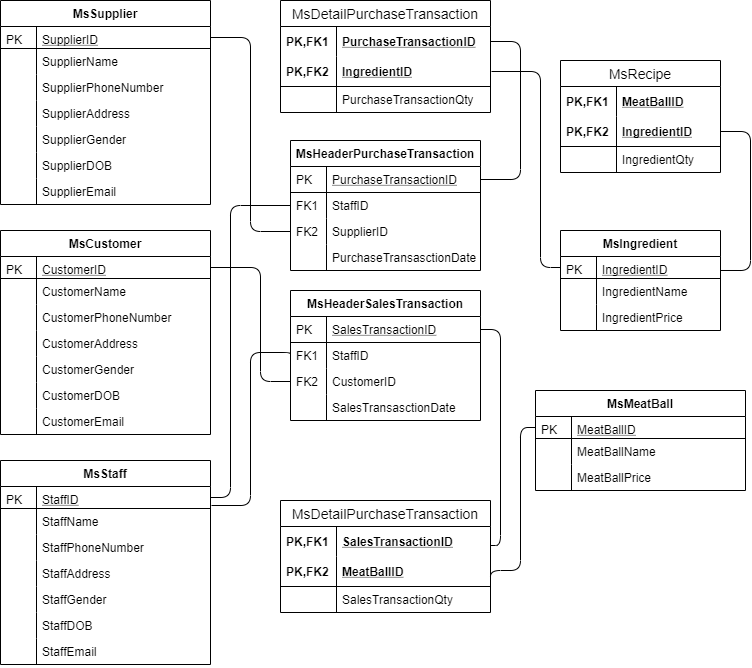 MsSupplier
PK SupplierID
SupplierName
SupplierPhoneNumber
SupplierAddress
SupplierGender
SupplierDOB
SupplierEmail
MsCustomer
PK CustomerID
CustomerName
CustomerPhoneNumber
CustomerAddress
CustomerGender
CustomerDOB
CustomerEmail
MsStaff
PK StaffID
StaffName
StaffPhoneNumber
StaffAddress
StaffGender
StaffDOB
StaffEmail
MsDetailPurchaseTransaction
PK,FK1 PurchaseTransactionID
PK,FK2 IngredientID
PurchaseTransactionQty
MsHeaderPurchaseTransaction
PK PurchaseTransactionID
FK1 StaffID
FK2 SupplierID
PurchaseTransasctionDate
MsHeaderSalesTransaction
PK SalesTransactionID
FK1 StaffID
FK2 CustomerID
SalesTransasctionDate
MsDetailPurchaseTransaction
PK,FK1 SalesTransactionID
PK,FK2 MeatBallID
SalesTransactionQty
MsRecipe
PK,FK1 MeatBallID
PK,FK2 IngredientID
IngredientQty
MsIngredient
PK IngredientID
IngredientName
IngredientPrice
MsMeatBall
PK MeatBallID
MeatBallName
MeatBallPrice